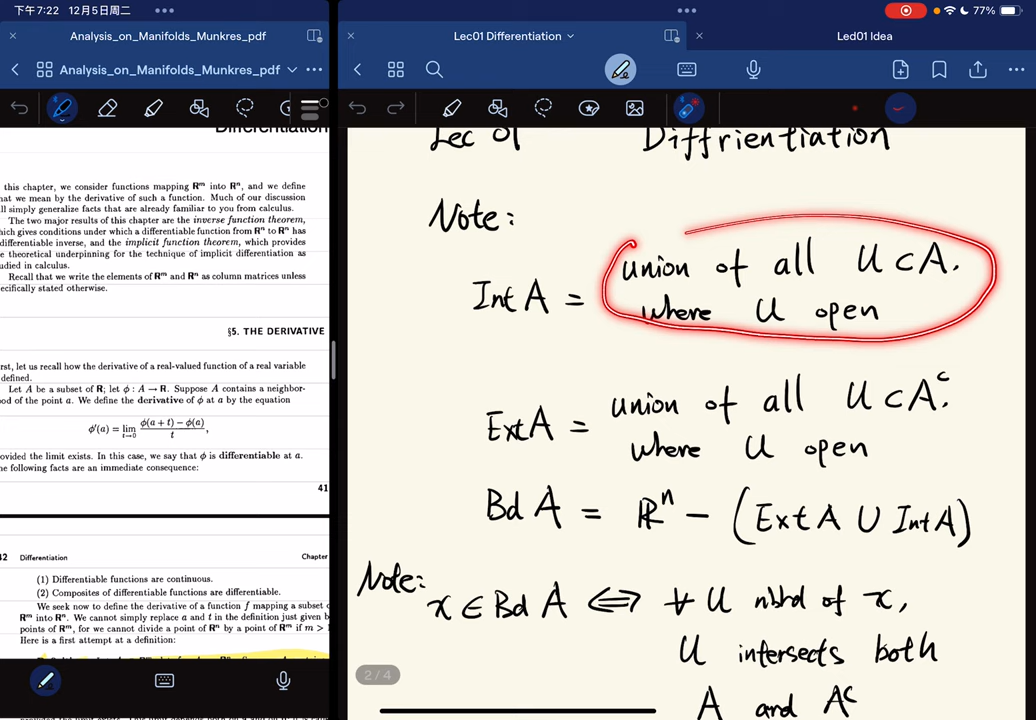 下午7:22 12月5日周二
77%
Analysis_on_Manifolds_Munkres_pdf
Lec01 Differentiation
Led01 Idea
Analysis_on_Manifolds_Munkres_pdf
Differentiation
this chapter, we consider functions mapping Rᵐ into Rⁿ, and we define
hat we mean by the derivative of such a function. Much of our discussion
ll simply generalize facts that are already familiar to you from calculus.
The two major results of this chapter are the inverse function theorem,
hich gives conditions under which a differentiable function from Rⁿ to Rⁿ has
differentiable inverse, and the implicit function theorem, which provides
e theoretical underpinning for the technique of implicit differentiation as
udied in calculus.
Recall that we write the elements of Rᵐ and Rⁿ as column matrices unless
ecifically stated otherwise.
§5. THE DERIVATIVE
rst, let us recall how the derivative of a real-valued function of a real variable
defined.
Let A be a subset of R; let ϕ : A → R. Suppose A contains a neighbor-
ood of the point a. We define the derivative of ϕ at a by the equation
ϕ′(a) = lim t→0 ϕ(a + t) − ϕ(a) / t,
ovided the limit exists. In this case, we say that ϕ is differentiable at a.
he following facts are an immediate consequence:
41
42 Differentiation Chapter
(1) Differentiable functions are continuous.
(2) Composites of differentiable functions are differentiable.
We seek now to define the derivative of a function f mapping a subset o
Rᵐ into Rⁿ. We cannot simply replace a and t in the definition just given b
points of Rᵐ, for we cannot divide a point of Rⁿ by a point of Rᵐ if m >
Here is a first attempt at a definition:
Lec 01 Diffrientiation
Note:
Int A = union of all U ⊂ A.
where U open
Ext A = union of all U ⊂ Aᶜ.
where U open
Bd A = ℝⁿ − (Ext A ∪ Int A)
Note:
x ∈ Bd A ⟺ ∀ U nbhd of x,
U intersects both
A and Aᶜ
2/4